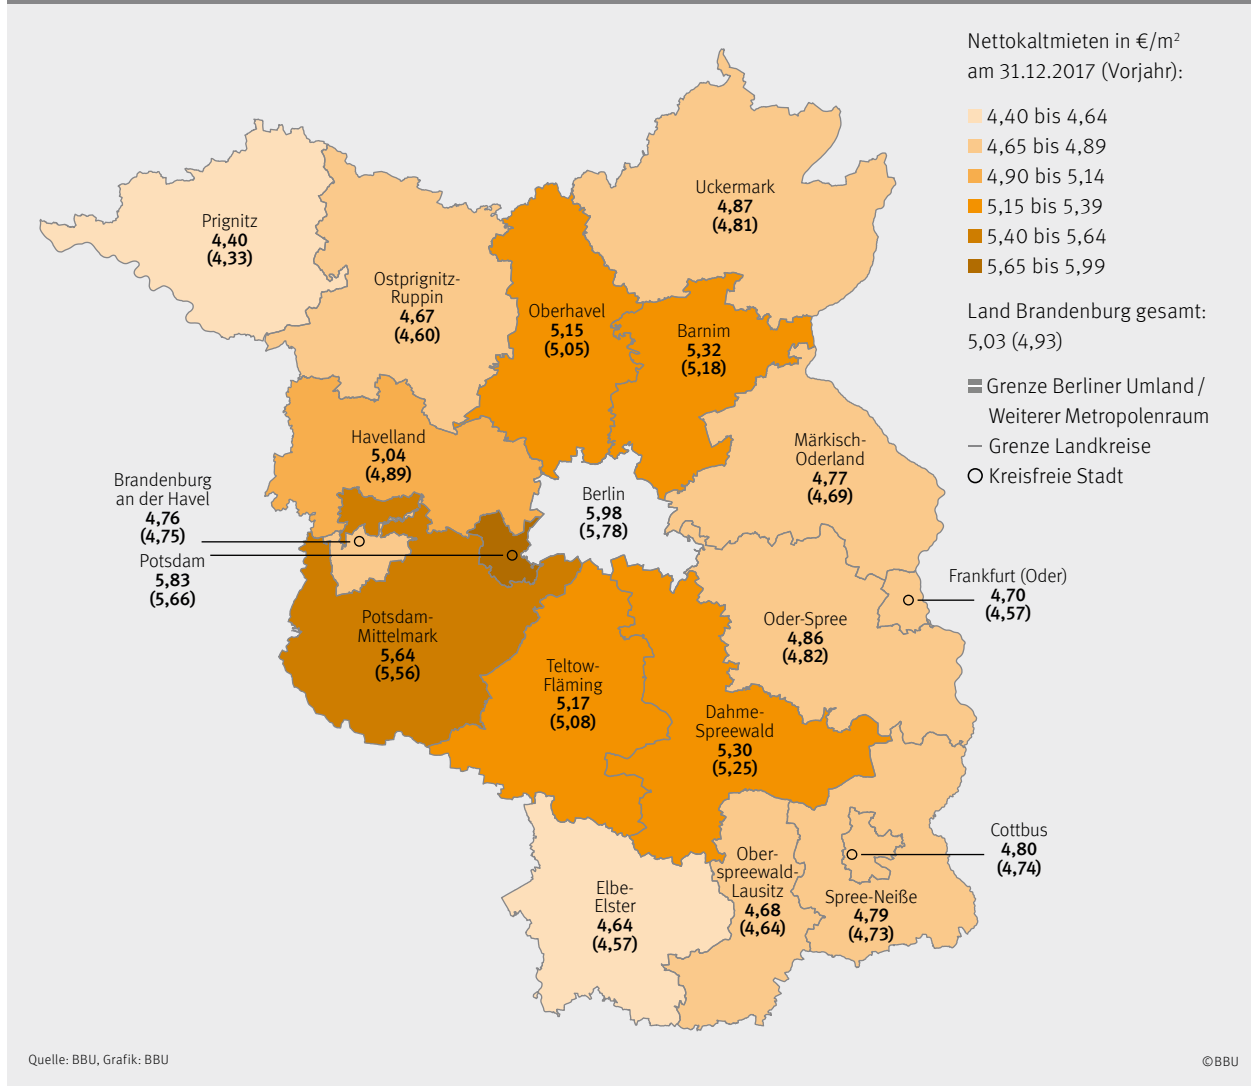 Nettokaltmieten in €/m²
am 31.12.2017 (Vorjahr):
4,40 bis 4,64
4,65 bis 4,89
4,90 bis 5,14
5,15 bis 5,39
5,40 bis 5,64
5,65 bis 5,99
Land Brandenburg gesamt:
5,03 (4,93)
Grenze Berliner Umland /
Weiterer Metropolenraum
Grenze Landkreise
Kreisfreie Stadt
Uckermark
4,87
(4,81)
Prignitz
4,40
(4,33)
Ostprignitz-
Ruppin
4,67
(4,60)
Oberhavel
5,15
(5,05)
Barnim
5,32
(5,18)
Havelland
5,04
(4,89)
Märkisch-
Oderland
4,77
(4,69)
Brandenburg
an der Havel
4,76
(4,75)
Berlin
5,98
(5,78)
Potsdam
5,83
(5,66)
Frankfurt (Oder)
4,70
(4,57)
Potsdam-
Mittelmark
5,64
(5,56)
Oder-Spree
4,86
(4,82)
Teltow-
Fläming
5,17
(5,08)
Dahme-
Spreewald
5,30
(5,25)
Cottbus
4,80
(4,74)
Ober-
spreewald-
Lausitz
4,68
(4,64)
Elbe-
Elster
4,64
(4,57)
Spree-Neiße
4,79
(4,73)
Quelle: BBU, Grafik: BBU
©BBU